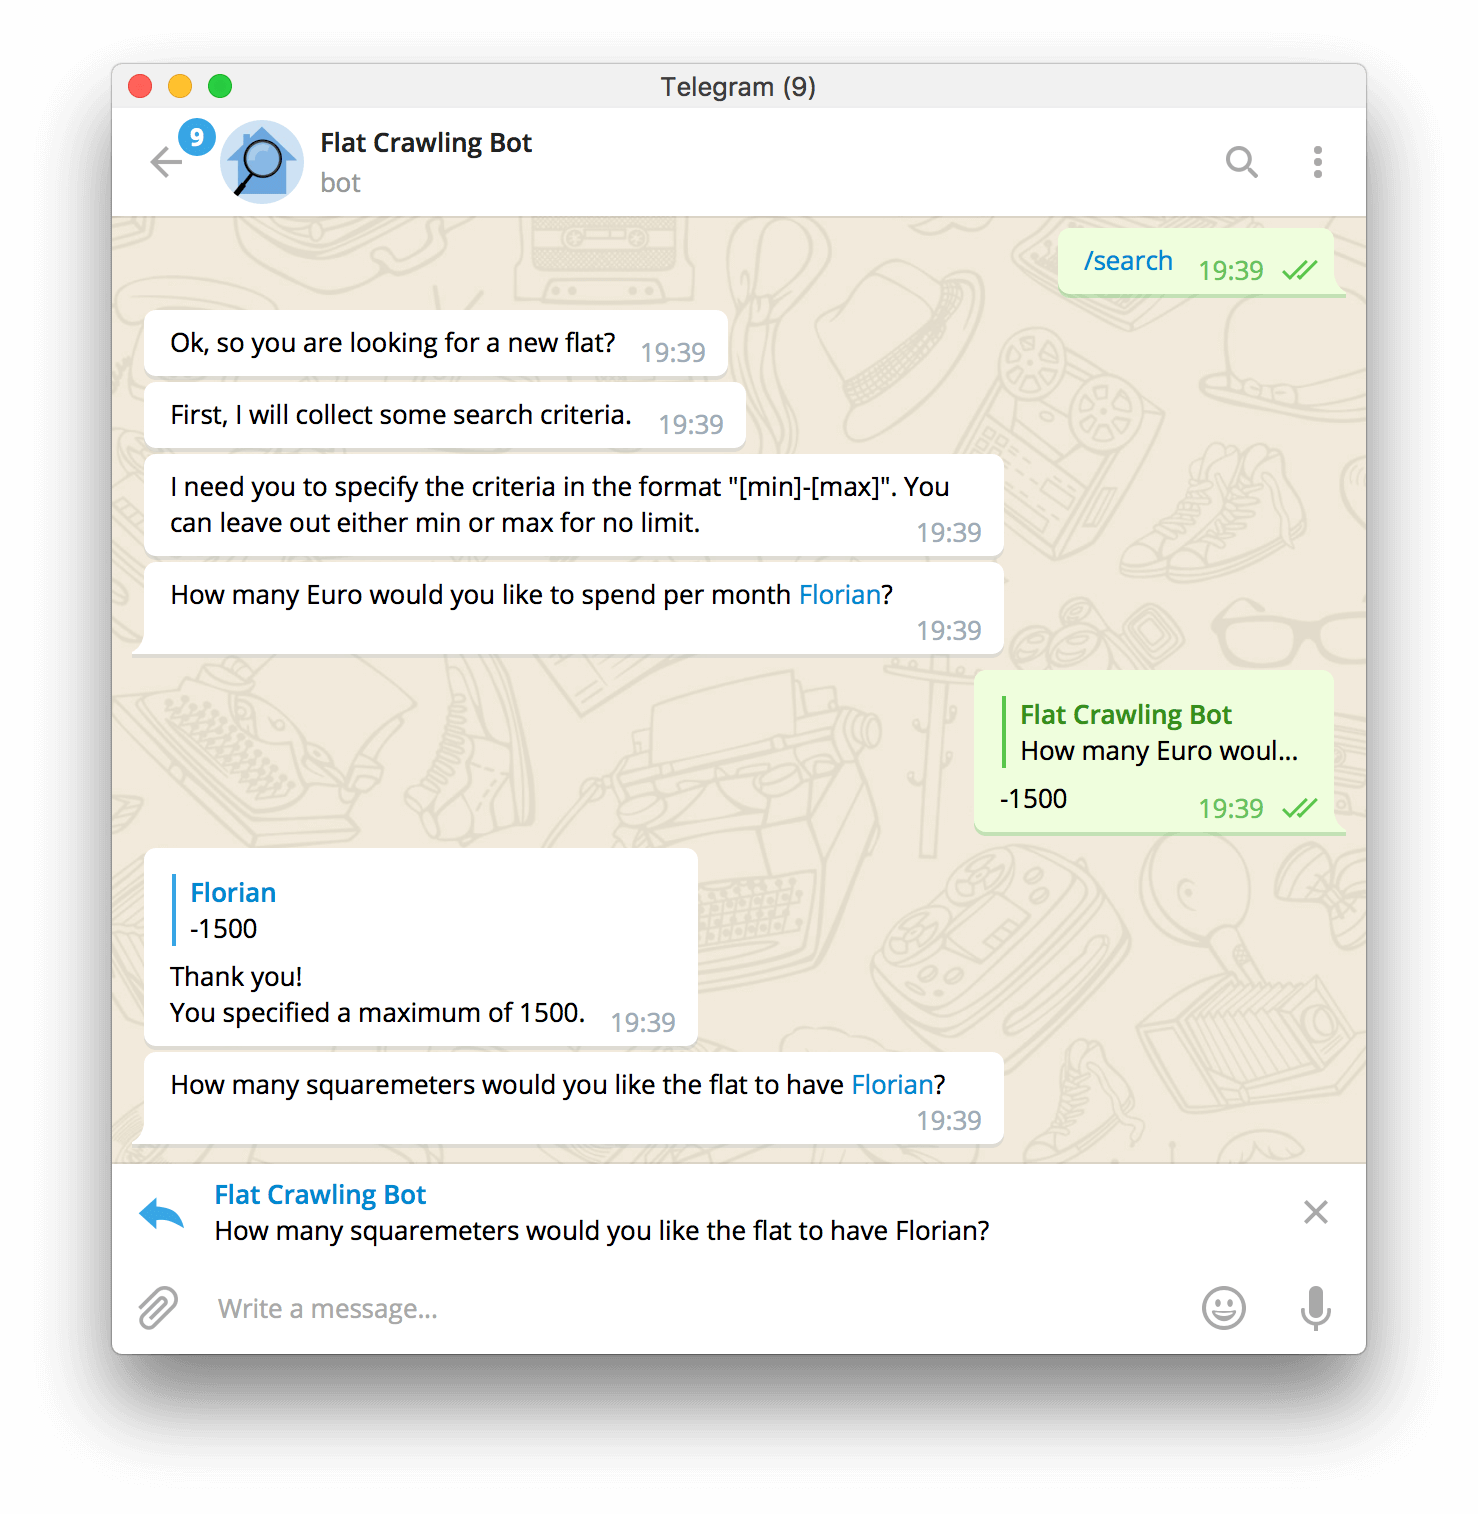 Telegram (9)
9
Flat Crawling Bot
bot
/search 19:39
Ok, so you are looking for a new flat? 19:39
First, I will collect some search criteria. 19:39
I need you to specify the criteria in the format "[min]-[max]". You
can leave out either min or max for no limit. 19:39
How many Euro would you like to spend per month Florian?
19:39
Flat Crawling Bot
How many Euro woul...
-1500 19:39
Florian
-1500
Thank you!
You specified a maximum of 1500. 19:39
How many squaremeters would you like the flat to have Florian?
19:39
Flat Crawling Bot
How many squaremeters would you like the flat to have Florian?
Write a message...